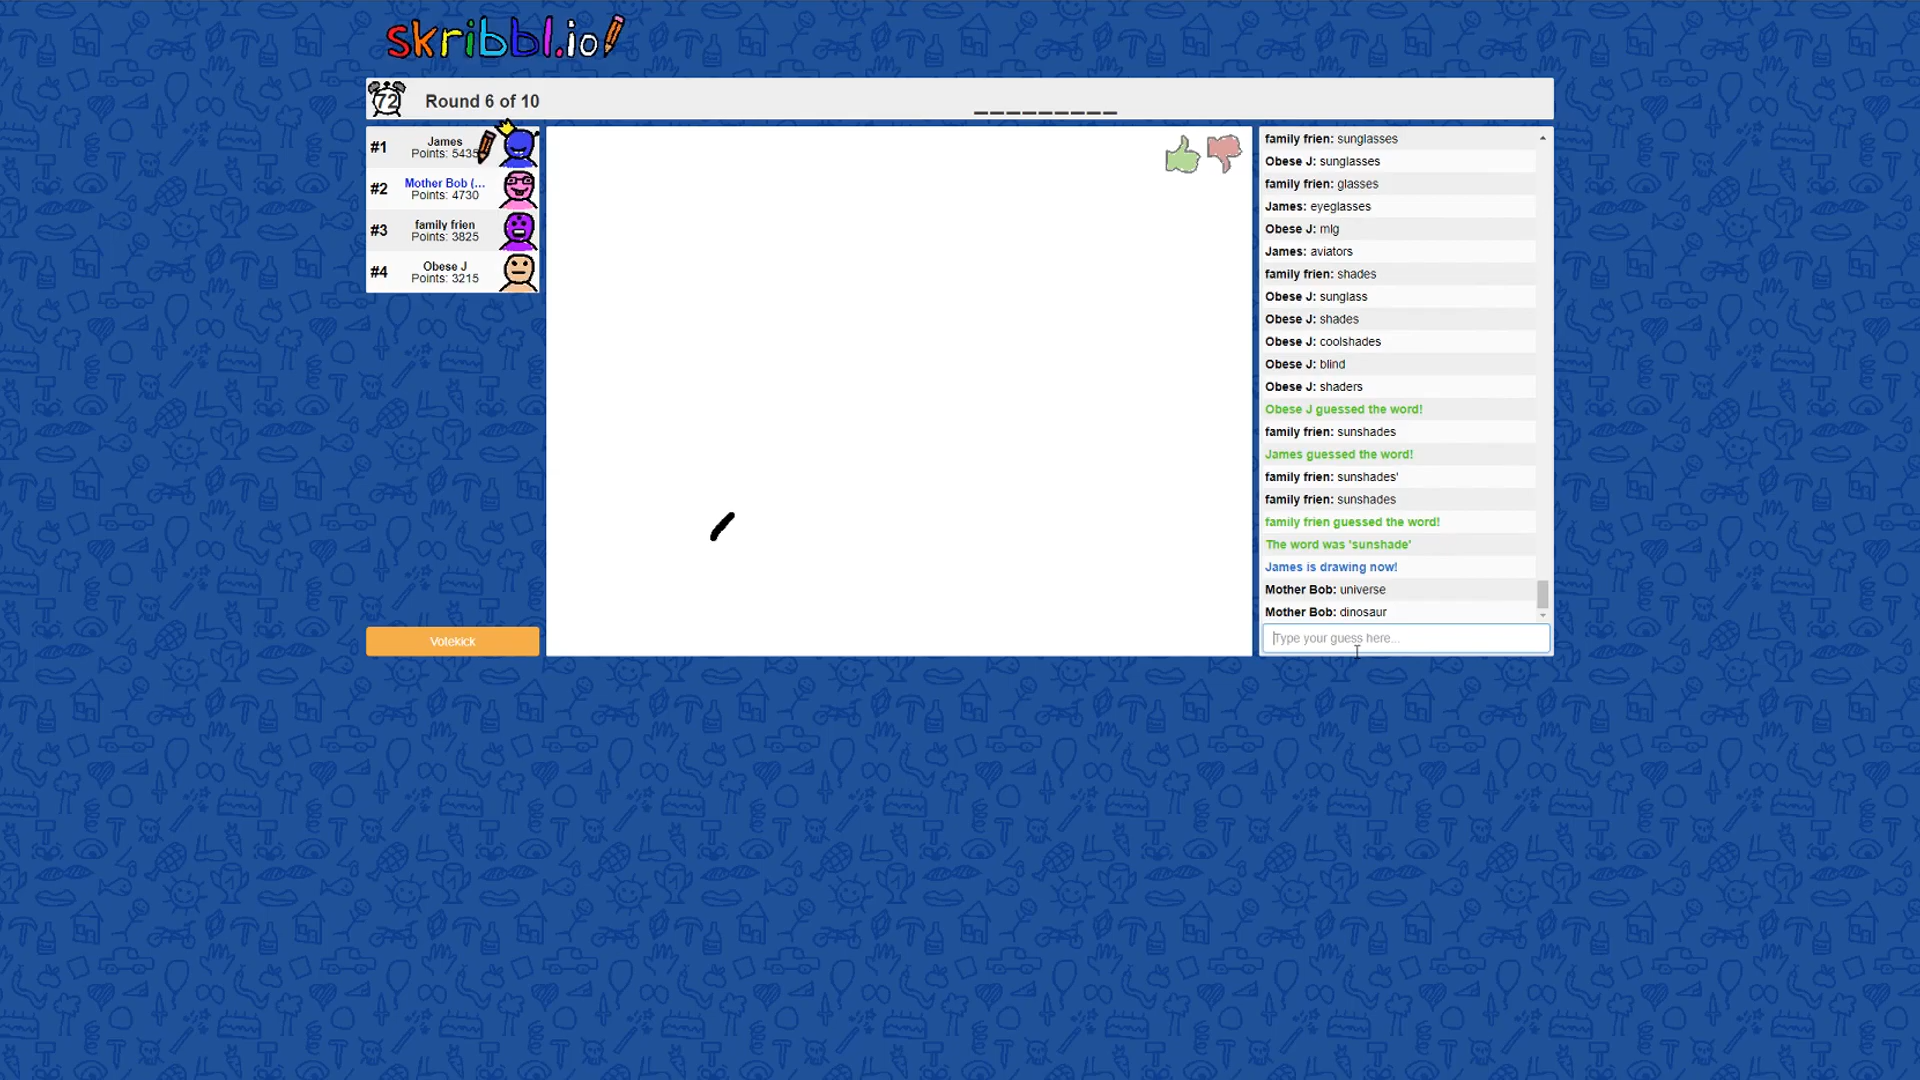 skribbl.io
72
Round 6 of 10
_________
#1
James
Points: 5435
#2
Mother Bob (...
Points: 4730
#3
family frien
Points: 3825
#4
Obese J
Points: 3215
Votekick
family frien: sunglasses
Obese J: sunglasses
family frien: glasses
James: eyeglasses
Obese J: mlg
James: aviators
family frien: shades
Obese J: sunglass
Obese J: shades
Obese J: coolshades
Obese J: blind
Obese J: shaders
Obese J guessed the word!
family frien: sunshades
James guessed the word!
family frien: sunshades'
family frien: sunshades
family frien guessed the word!
The word was 'sunshade'
James is drawing now!
Mother Bob: universe
Mother Bob: dinosaur
Type your guess here...